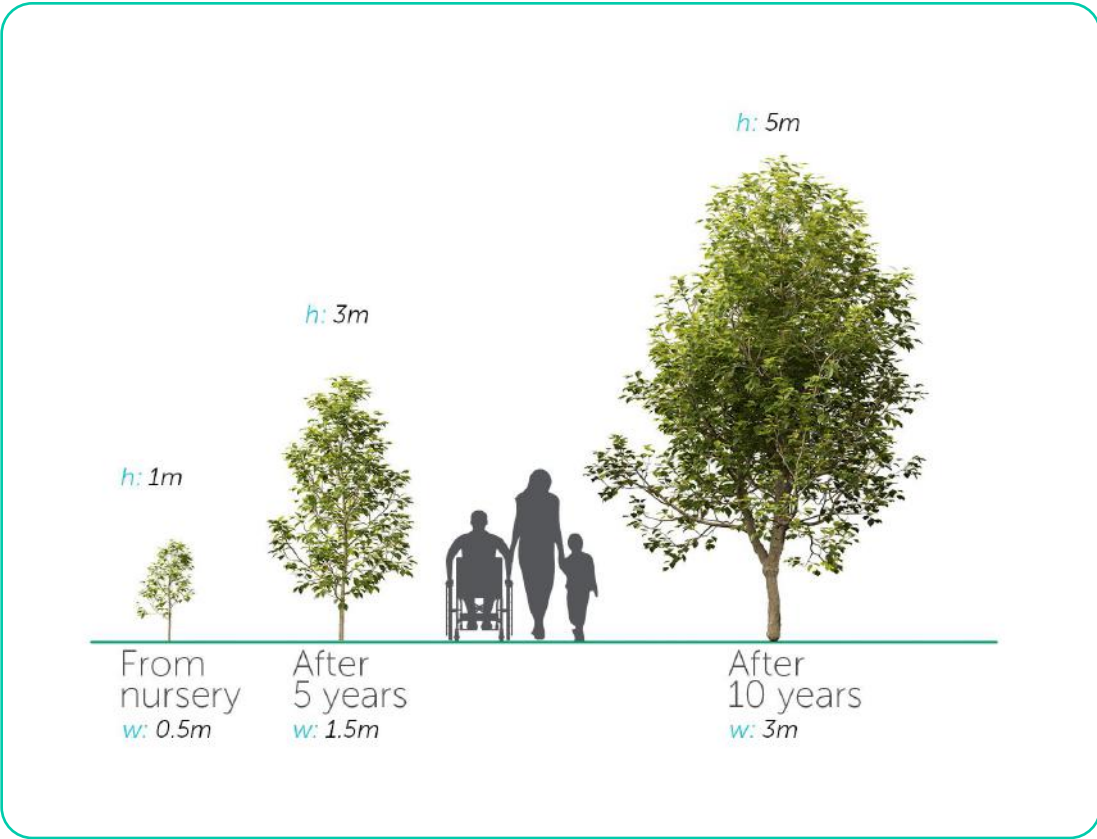 h: 5m
h: 3m
h: 1m
From
nursery
w: 0.5m
After
5 years
w: 1.5m
After
10 years
w: 3m